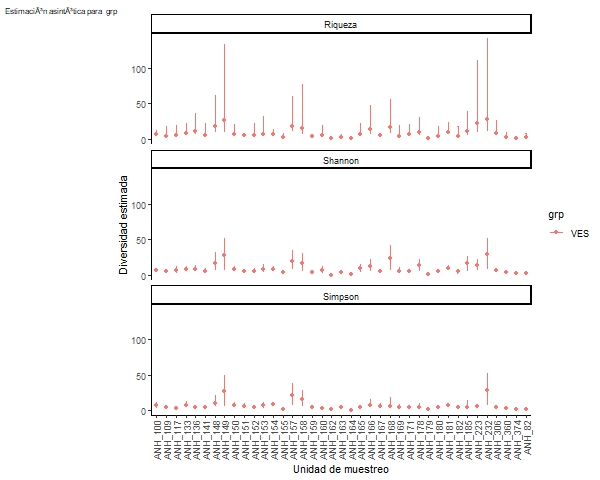 EstimaciÃ³n asintÃ³tica para grp
Riqueza
100
50
0
Shannon
100
50
0
Simpson
100
50
0
Diversidad estimada
grp
VES
ANH_100
ANH_109
ANH_117
ANH_133
ANH_136
ANH_141
ANH_148
ANH_149
ANH_150
ANH_151
ANH_152
ANH_153
ANH_154
ANH_155
ANH_157
ANH_158
ANH_159
ANH_160
ANH_162
ANH_163
ANH_164
ANH_165
ANH_166
ANH_167
ANH_168
ANH_169
ANH_171
ANH_178
ANH_179
ANH_180
ANH_181
ANH_182
ANH_185
ANH_223
ANH_232
ANH_306
ANH_360
ANH_374
ANH_82
Unidad de muestreo